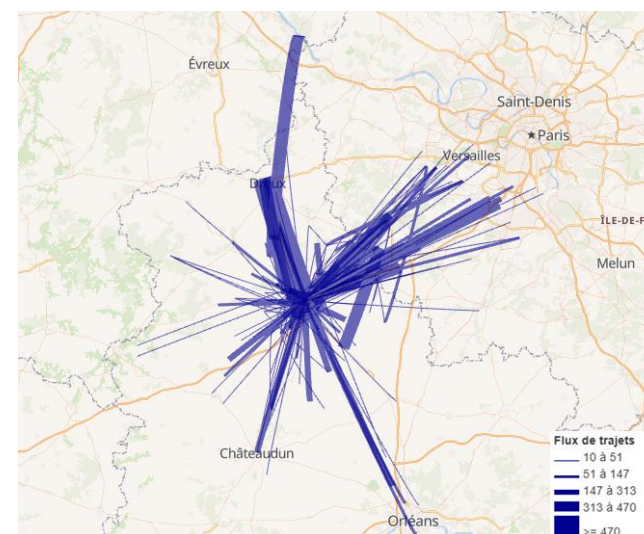 Évreux
Saint-Denis
Paris
Versailles
Dreux
ÎLE-DE-F
Melun
Châteaudun
Orléans
Flux de trajets
10 à 51
51 à 147
147 à 313
313 à 470
>= 470